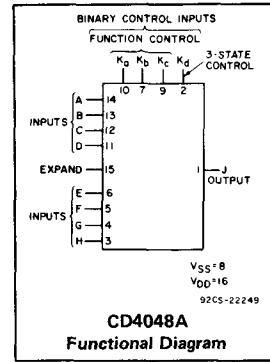 BINARY CONTROL INPUTS
FUNCTION CONTROL
Ka Kb Kc Kd
3-STATE
CONTROL
10 7 9 2
A 14
B 13
INPUTS
C 12
D 11
EXPAND 15
1 J
OUTPUT
E 6
F 5
INPUTS
G 4
H 3
VSS=8
VDD=16
92CS-22249
CD4048A
Functional Diagram